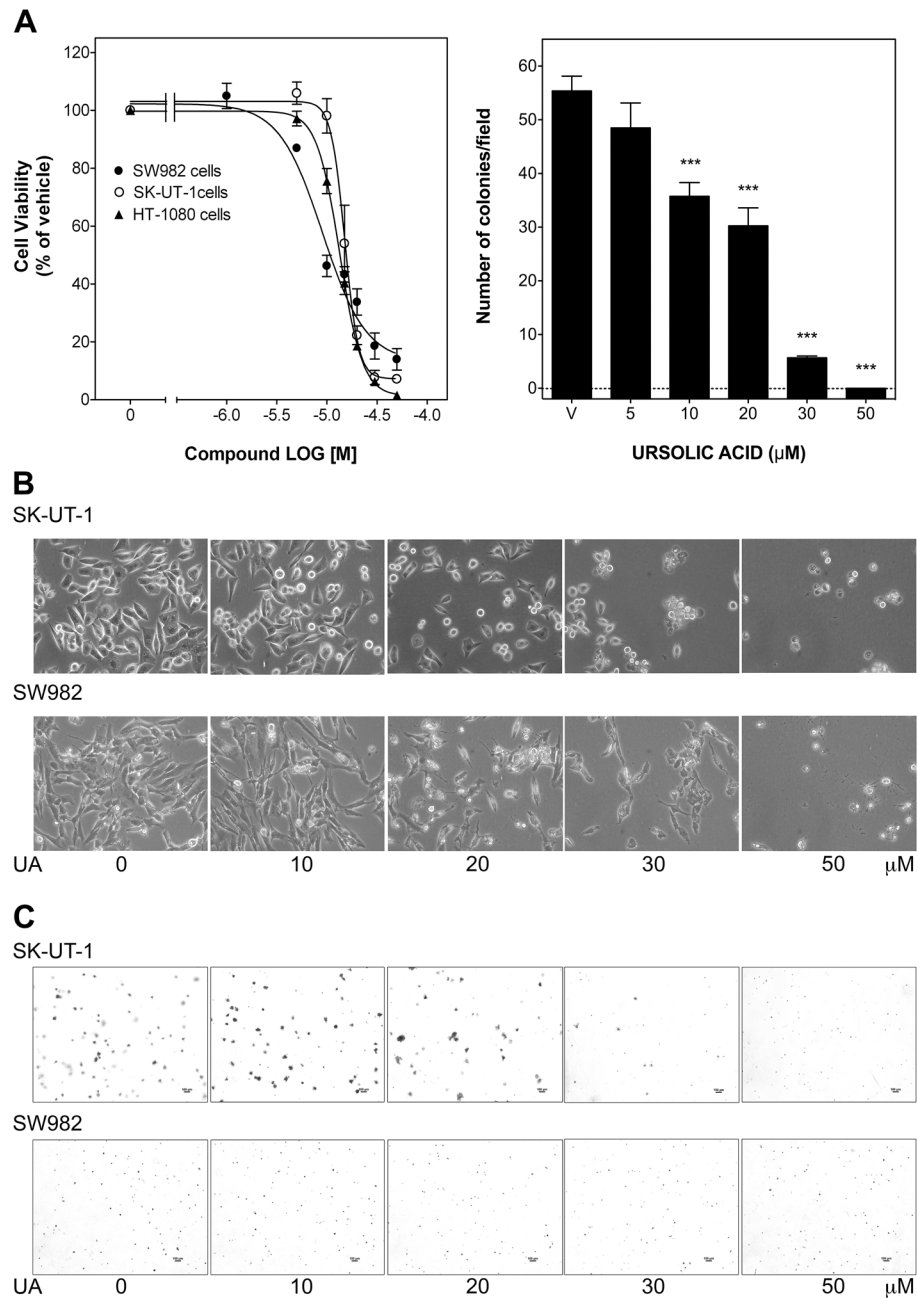 A
120
100
80
60
40
20
0
Cell Viability
(% of vehicle)
SW982 cells
SK-UT-1cells
HT-1080 cells
0 -6.0 -5.5 -5.0 -4.5 -4.0
Compound LOG [M]
60
50
40
30
20
10
0
Number of colonies/field
***
***
***
***
V 5 10 20 30 50
URSOLIC ACID (µM)
B
SK-UT-1
SW982
UA 0 10 20 30 50 µM
C
SK-UT-1
SW982
UA 0 10 20 30 50 µM